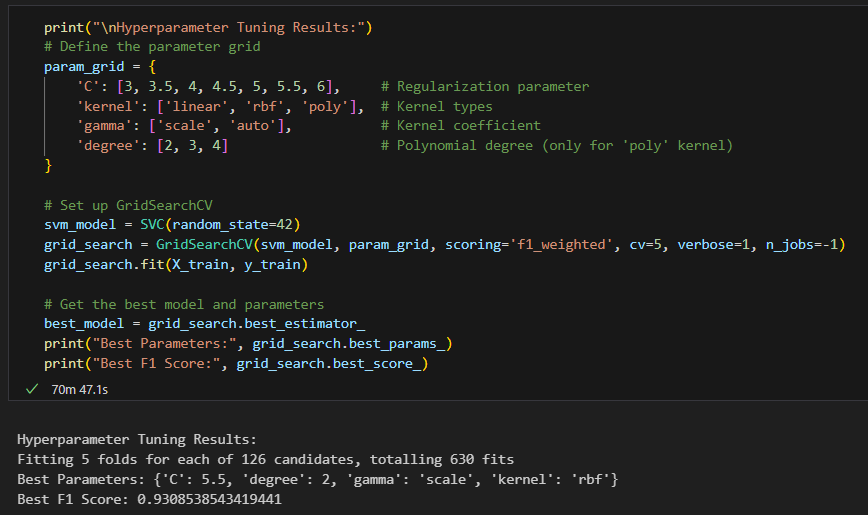 print("\nHyperparameter Tuning Results:")
# Define the parameter grid
param_grid = {
    'C': [3, 3.5, 4, 4.5, 5, 5.5, 6],     # Regularization parameter
    'kernel': ['linear', 'rbf', 'poly'],  # Kernel types
    'gamma': ['scale', 'auto'],           # Kernel coefficient
    'degree': [2, 3, 4]                   # Polynomial degree (only for 'poly' kernel)
}
# Set up GridSearchCV
svm_model = SVC(random_state=42)
grid_search = GridSearchCV(svm_model, param_grid, scoring='f1_weighted', cv=5, verbose=1, n_jobs=-1)
grid_search.fit(X_train, y_train)
# Get the best model and parameters
best_model = grid_search.best_estimator_
print("Best Parameters:", grid_search.best_params_)
print("Best F1 Score:", grid_search.best_score_)
70m 47.1s
Hyperparameter Tuning Results:
Fitting 5 folds for each of 126 candidates, totalling 630 fits
Best Parameters: {'C': 5.5, 'degree': 2, 'gamma': 'scale', 'kernel': 'rbf'}
Best F1 Score: 0.9308538543419441